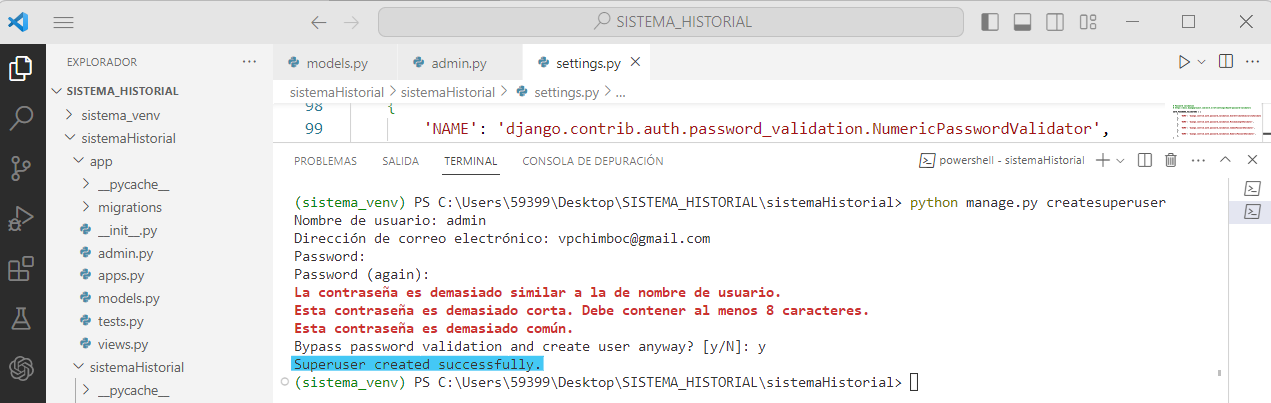 SISTEMA_HISTORIAL
EXPLORADOR
SISTEMA_HISTORIAL
sistema_venv
sistemaHistorial
app
__pycache__
migrations
__init__.py
admin.py
apps.py
models.py
tests.py
views.py
sistemaHistorial
__pycache__
models.py
admin.py
settings.py
sistemaHistorial > sistemaHistorial > settings.py > ...
98 {
99 'NAME': 'django.contrib.auth.password_validation.NumericPasswordValidator',
PROBLEMAS SALIDA TERMINAL CONSOLA DE DEPURACIÓN
powershell - sistemaHistorial
(sistema_venv) PS C:\Users\59399\Desktop\SISTEMA_HISTORIAL\sistemaHistorial> python manage.py createsuperuser
Nombre de usuario: admin
Dirección de correo electrónico: vpchimboc@gmail.com
Password:
Password (again):
La contraseña es demasiado similar a la de nombre de usuario.
Esta contraseña es demasiado corta. Debe contener al menos 8 caracteres.
Esta contraseña es demasiado común.
Bypass password validation and create user anyway? [y/N]: y
Superuser created successfully.
(sistema_venv) PS C:\Users\59399\Desktop\SISTEMA_HISTORIAL\sistemaHistorial>